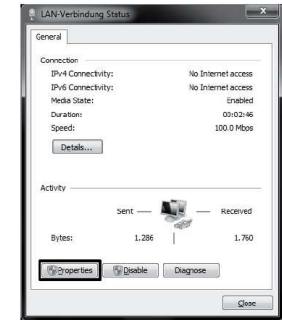 LAN-Verbindung Status
General
Connection
IPv4 Connectivity: No Internet access
IPv6 Connectivity: No Internet access
Media State: Enabled
Duration: 03:02:46
Speed: 100.0 Mbps
Details...
Activity
Sent — — Received
Bytes: 1.286 | 1.760
Properties Disable Diagnose
Close